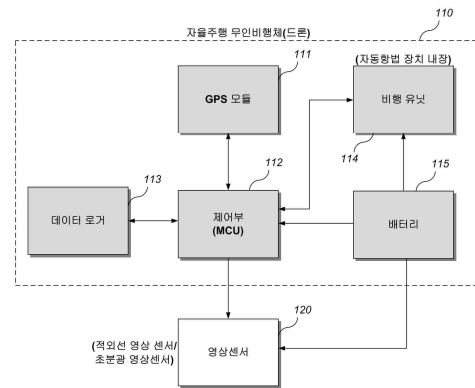 110
자율주행 무인비행체(드론)
111
GPS 모듈
(자동항법 장치 내장)
비행 유닛
114
112
제어부
(MCU)
113
데이터 로거
115
배터리
120
(적외선 영상 센서/
초분광 영상센서)
영상센서